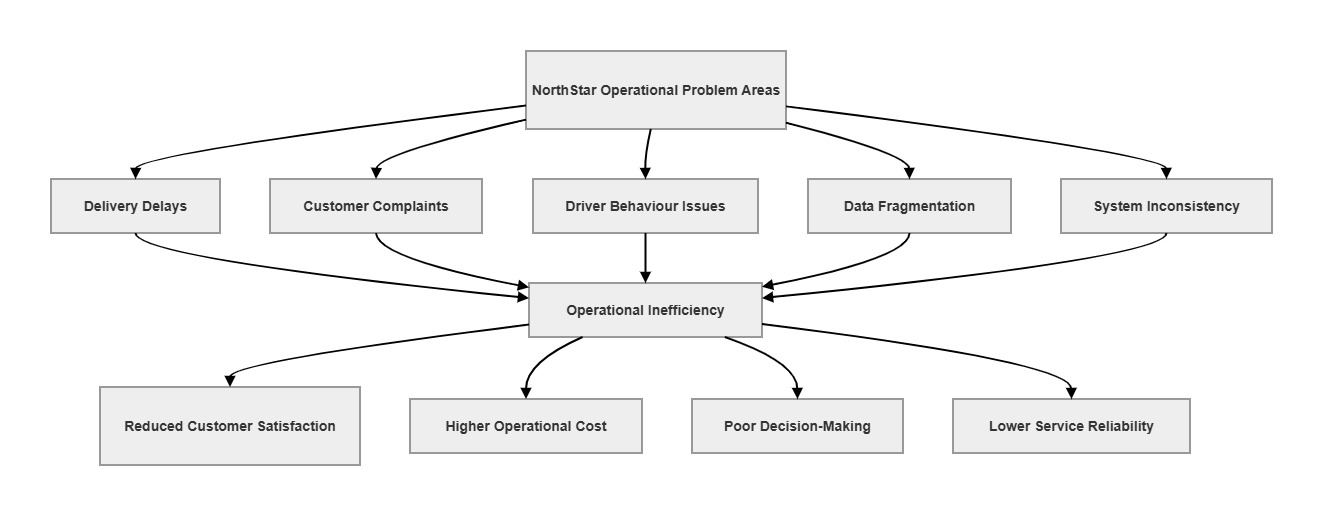 NorthStar Operational Problem Areas
Delivery Delays
Customer Complaints
Driver Behaviour Issues
Data Fragmentation
System Inconsistency
Operational Inefficiency
Reduced Customer Satisfaction
Higher Operational Cost
Poor Decision-Making
Lower Service Reliability